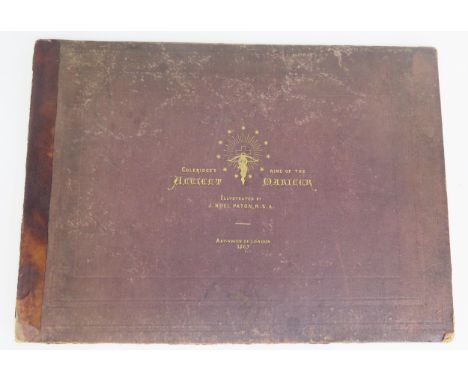 COLERIDGE'S RIME OF THE
ANCIENT MARINER
ILLUSTRATED BY
J. NOEL PATON, R.S.A.
ART-UNION OF LONDON
1863